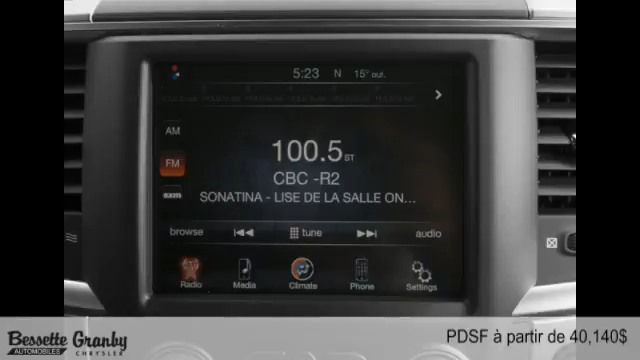 5:23 N 15° out.
AM
100.5 ST
FM
CBC -R2
SONATINA - LISE DE LA SALLE ON...
browse tune audio
Radio Media Climate Phone Settings
Bessette Granby
AUTOMOBILES CHRYSLER
PDSF à partir de 40,140$